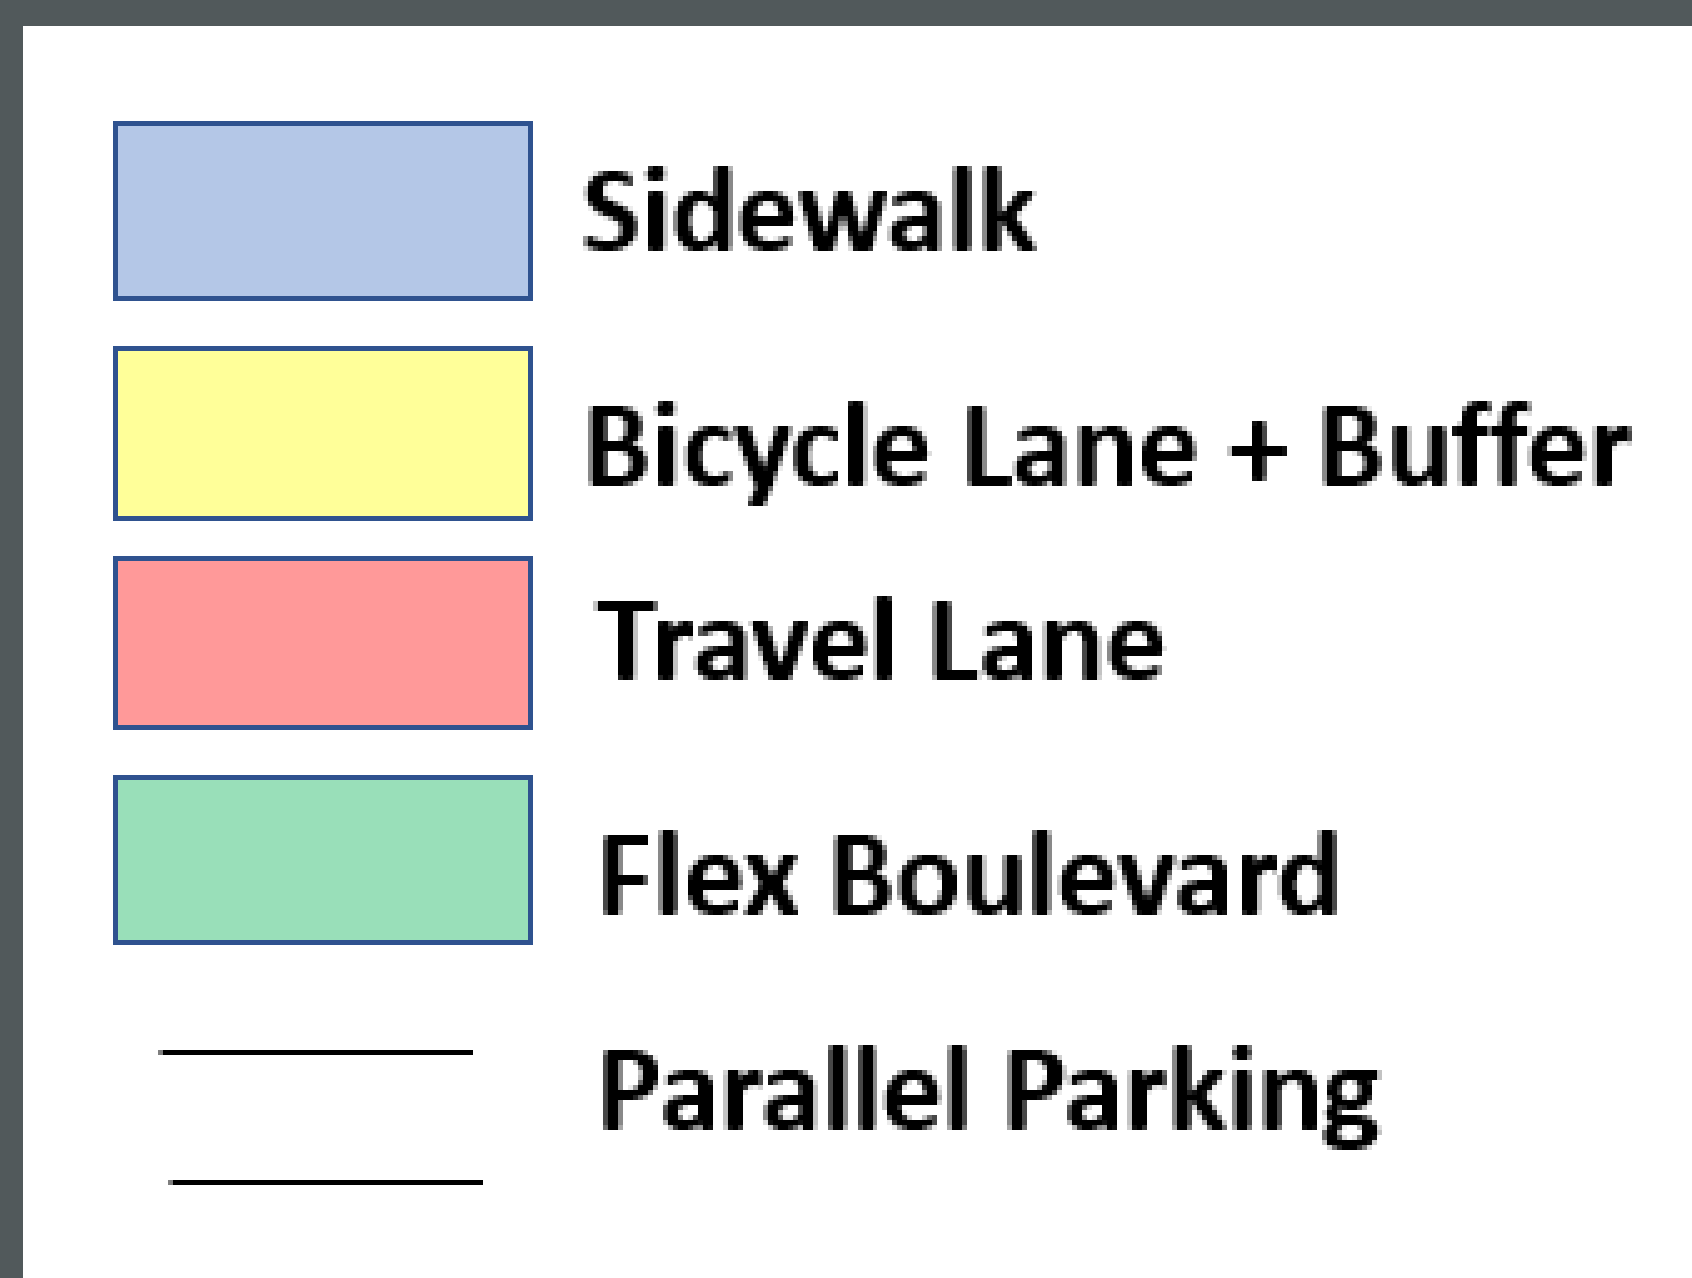 Sidewalk
Bicycle Lane + Buffer
Travel Lane
Flex Boulevard
Parallel Parking